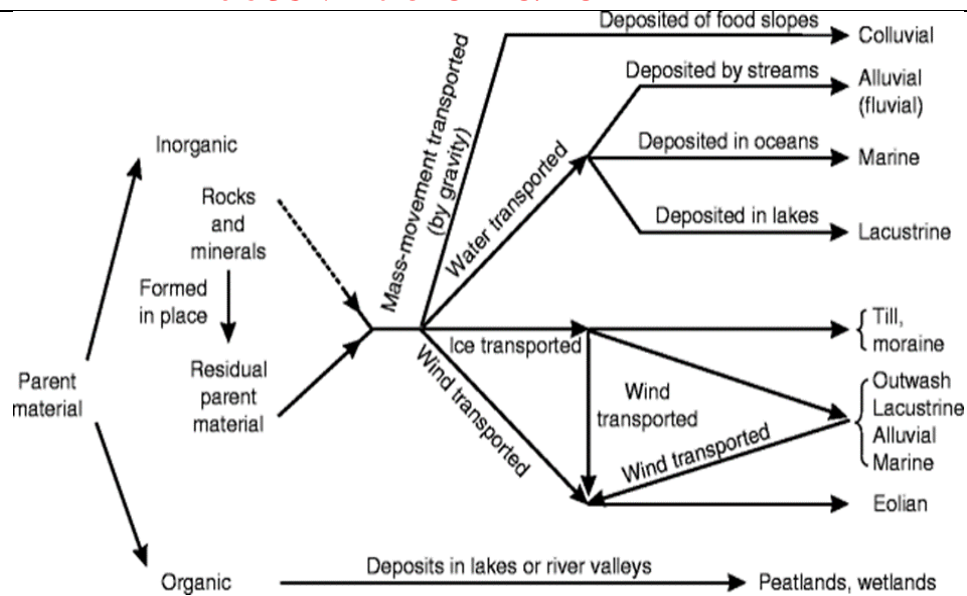 Deposited of food slopes
Colluvial
Mass-movement transported
(by gravity)
Deposited by streams
Alluvial
(fluvial)
Inorganic
Water transported
Deposited in oceans
Marine
Rocks
and
minerals
Deposited in lakes
Lacustrine
Formed
in place
Ice transported
Till,
moraine
Residual
parent
material
Wind transported
Wind
transported
Parent
material
Outwash
Lacustrine
Alluvial
Marine
Wind transported
Eolian
Organic
Deposits in lakes or river valleys
Peatlands, wetlands